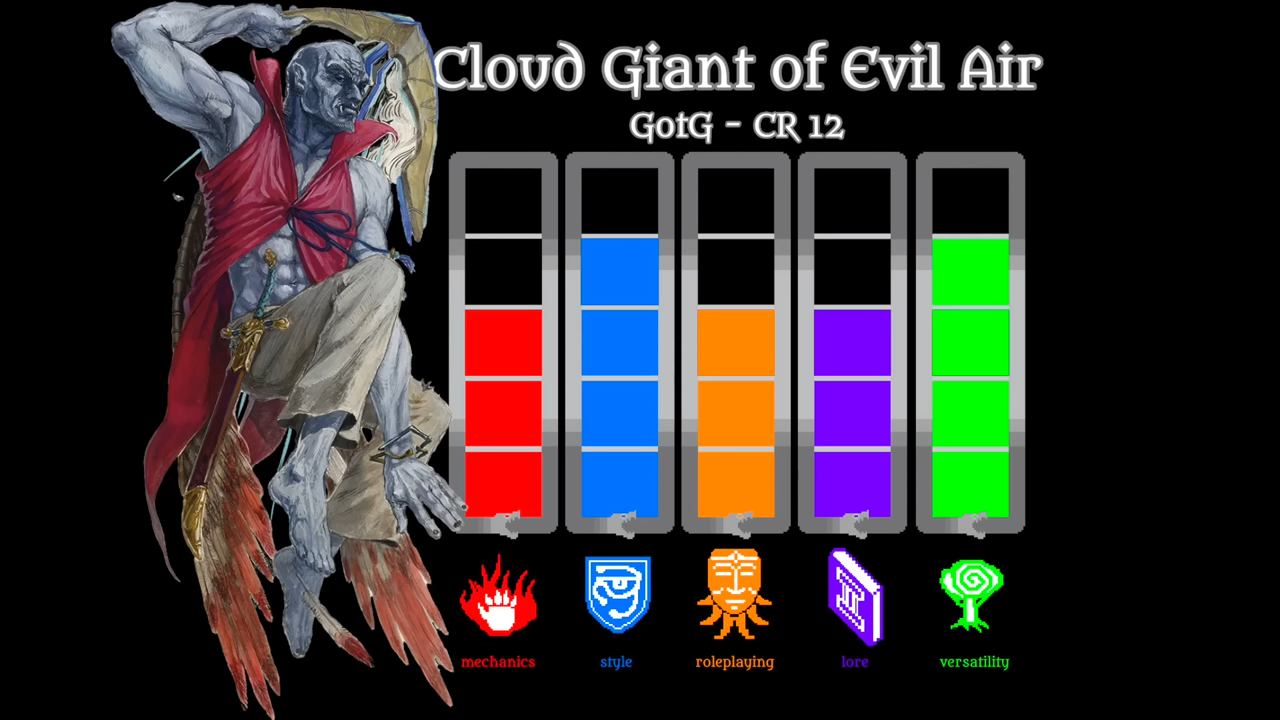 Cloud Giant of Evil Air
GotG - CR 12
mechanics
style
roleplaying
lore
versatility